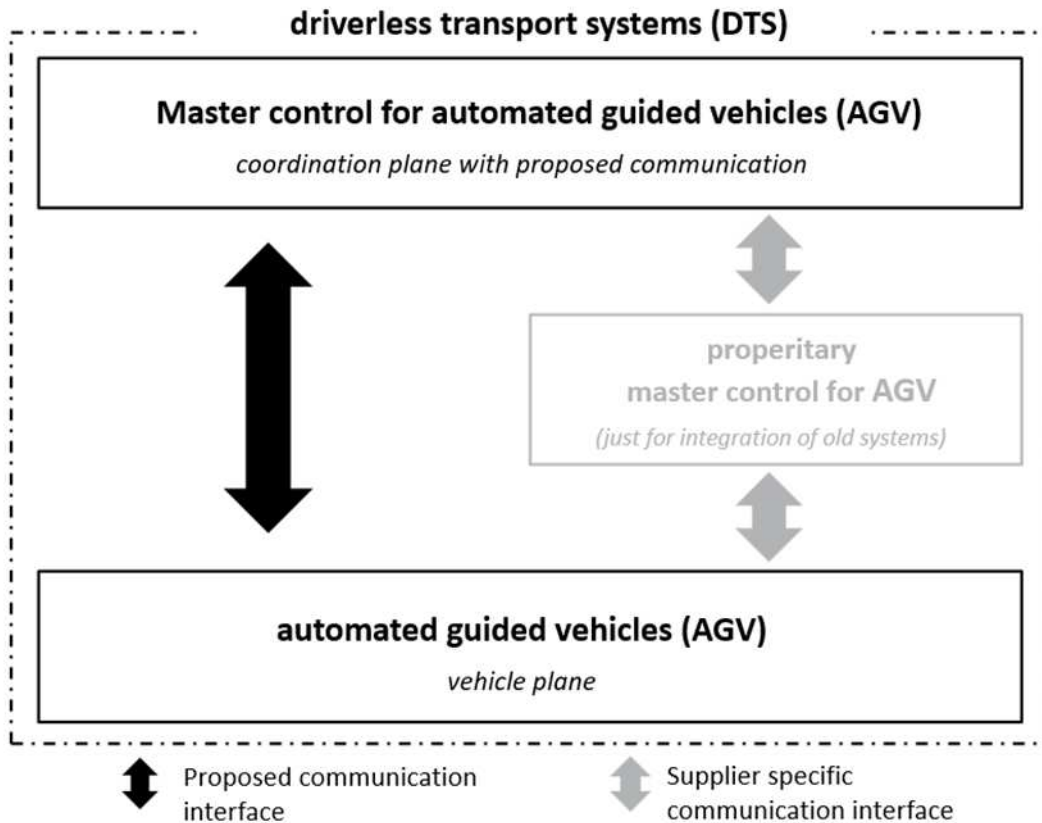 driverless transport systems (DTS)
Master control for automated guided vehicles (AGV)
coordination plane with proposed communication
properitary
master control for AGV
(just for integration of old systems)
automated guided vehicles (AGV)
vehicle plane
Proposed communication
interface
Supplier specific
communication interface